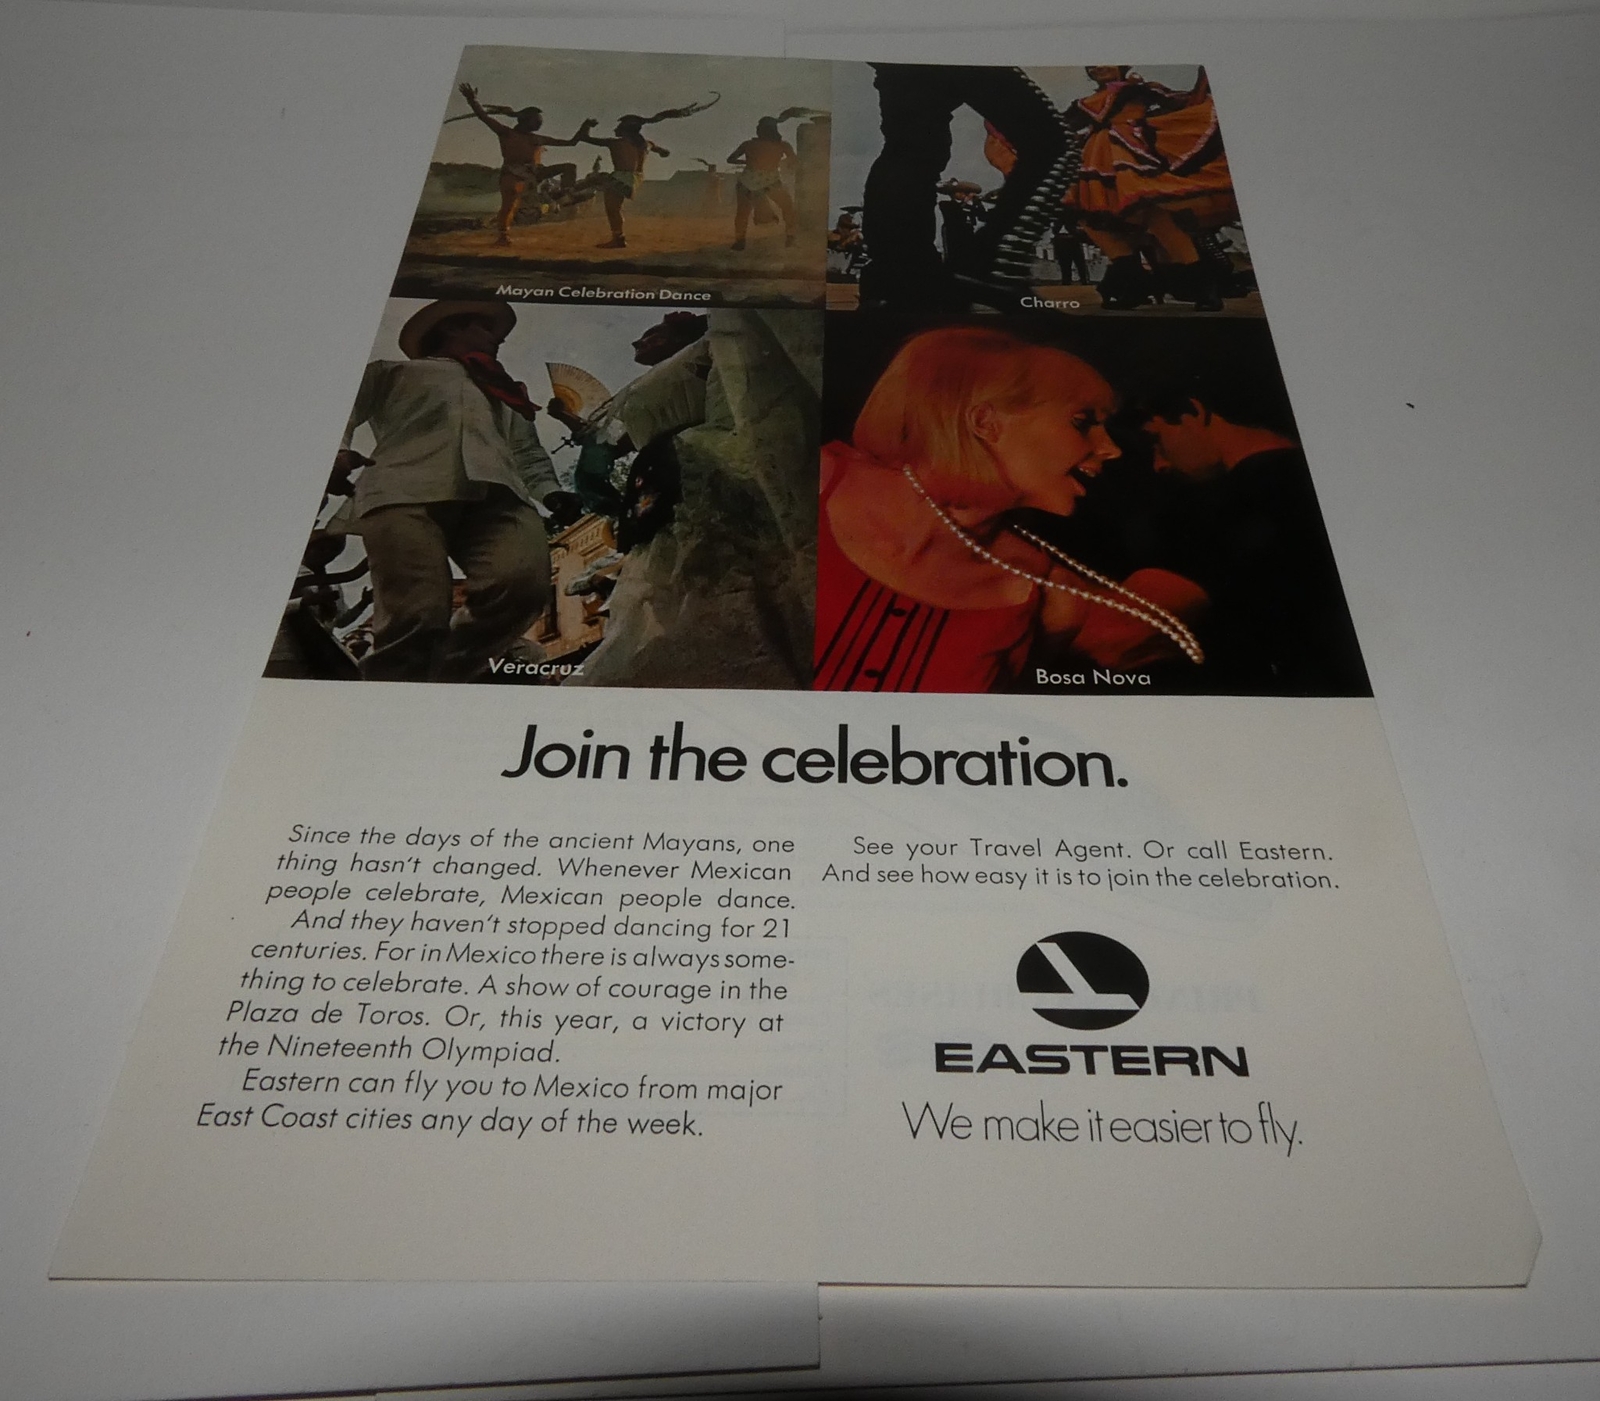 Mayan Celebration Dance
Charro
Veracruz
Bosa Nova
Join the celebration.
Since the days of the ancient Mayans, one
thing hasn't changed. Whenever Mexican
people celebrate, Mexican people dance.
And they haven't stopped dancing for 21
centuries. For in Mexico there is always some-
thing to celebrate. A show of courage in the
Plaza de Toros. Or, this year, a victory at
the Nineteenth Olympiad.
Eastern can fly you to Mexico from major
East Coast cities any day of the week.
See your Travel Agent. Or call Eastern.
And see how easy it is to join the celebration.
EASTERN
We make it easier to fly.